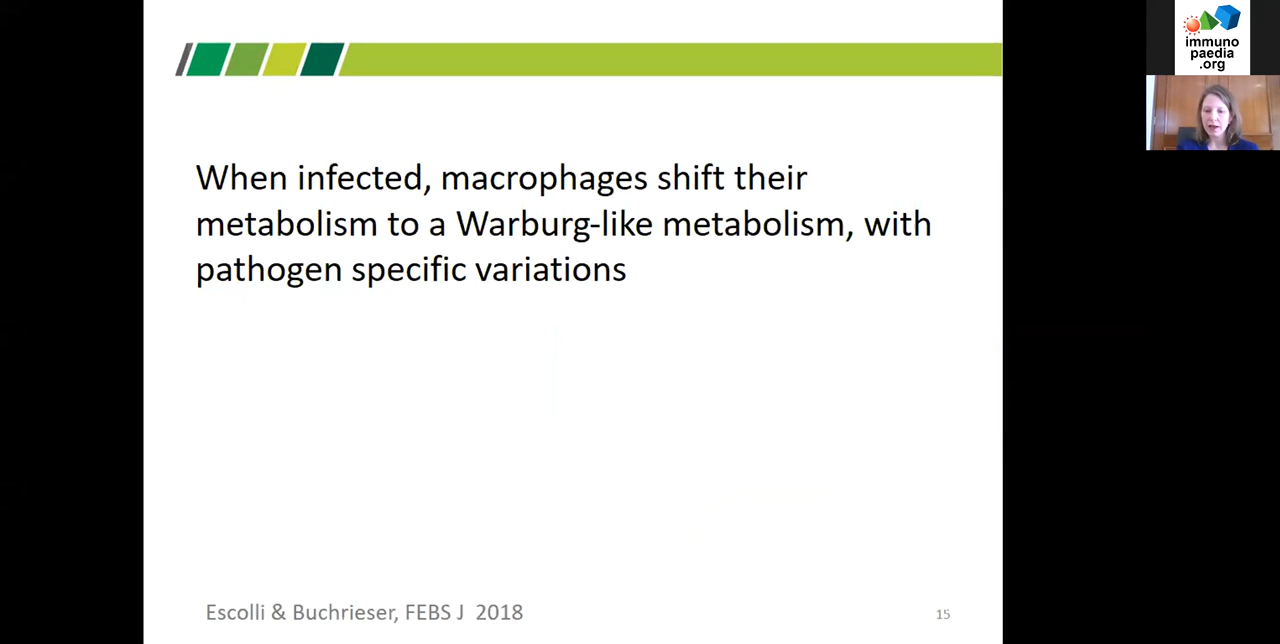 When infected, macrophages shift their
metabolism to a Warburg-like metabolism, with
pathogen specific variations
Escolli & Buchrieser, FEBS J 2018
15
immuno
paedia
.org